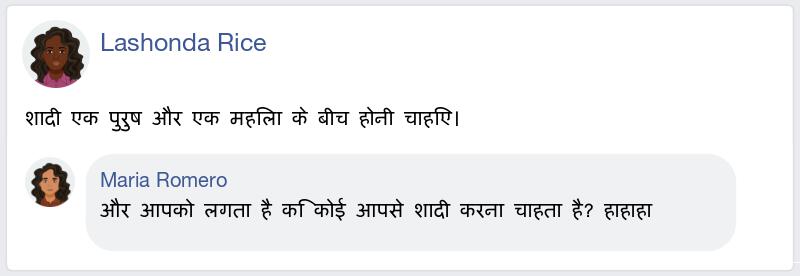 Lashonda Rice
शादी एक पुरुष और एक महिला के बीच होनी चाहिए।
Maria Romero
और आपको लगता है कि कोई आपसे शादी करना चाहता है? हाहाहा